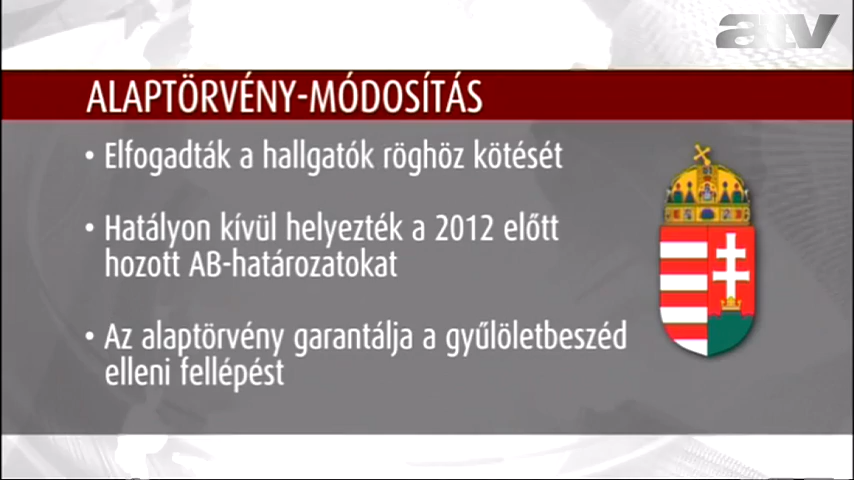 atv
ALAPTÖRVÉNY-MÓDOSÍTÁS
• Elfogadták a hallgatók röghöz kötését
• Hatályon kívül helyezték a 2012 előtt
hozott AB-határozatokat
• Az alaptörvény garantálja a gyűlöletbeszéd
elleni fellépést